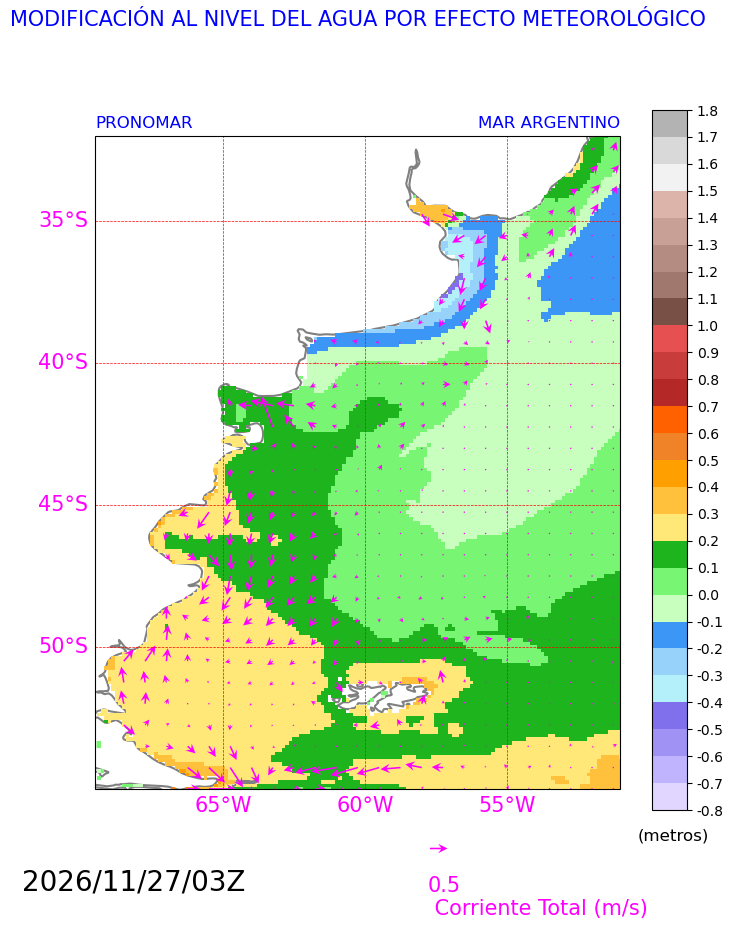 MODIFICACIÓN AL NIVEL DEL AGUA POR EFECTO METEOROLÓGICO
PRONOMAR
MAR ARGENTINO
35°S
40°S
45°S
50°S
65°W
60°W
55°W
1.8
1.7
1.6
1.5
1.4
1.3
1.2
1.1
1.0
0.9
0.8
0.7
0.6
0.5
0.4
0.3
0.2
0.1
0.0
-0.1
-0.2
-0.3
-0.4
-0.5
-0.6
-0.7
-0.8
(metros)
2026/11/27/03Z
0.5
Corriente Total (m/s)